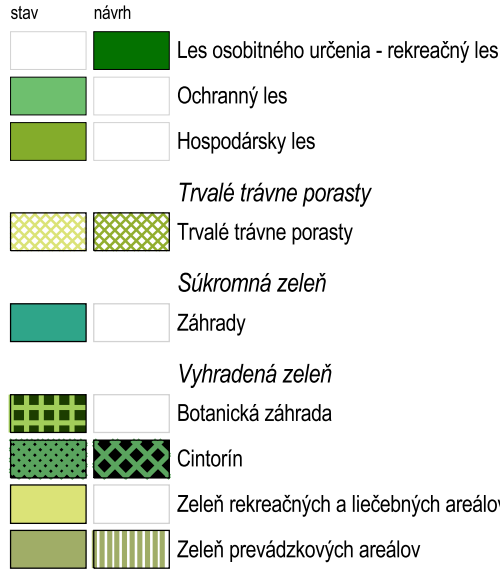 stav návrh
Les osobitného určenia - rekreačný les
Ochranný les
Hospodársky les
Trvalé trávne porasty
Trvalé trávne porasty
Súkromná zeleň
Záhrady
Vyhradená zeleň
Botanická záhrada
Cintorín
Zeleň rekreačných a liečebných areálov
Zeleň prevádzkových areálov